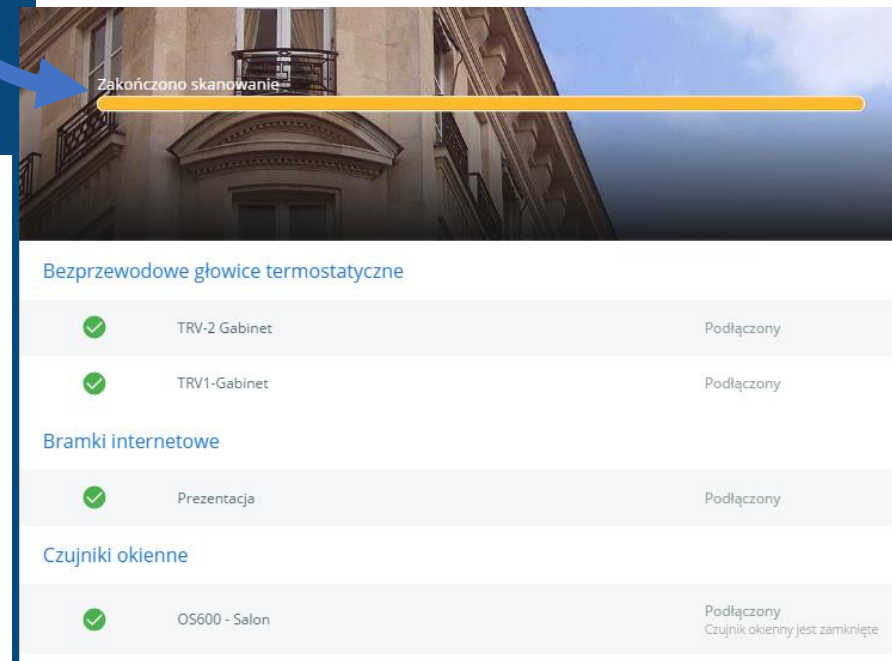 Zakończono skanowanie
Bezprzewodowe głowice termostatyczne
TRV-2 Gabinet
Podłączony
TRV1-Gabinet
Podłączony
Bramki internetowe
Prezentacja
Podłączony
Czujniki okienne
OS600 - Salon
Podłączony
Czujnik okienny jest zamknięte